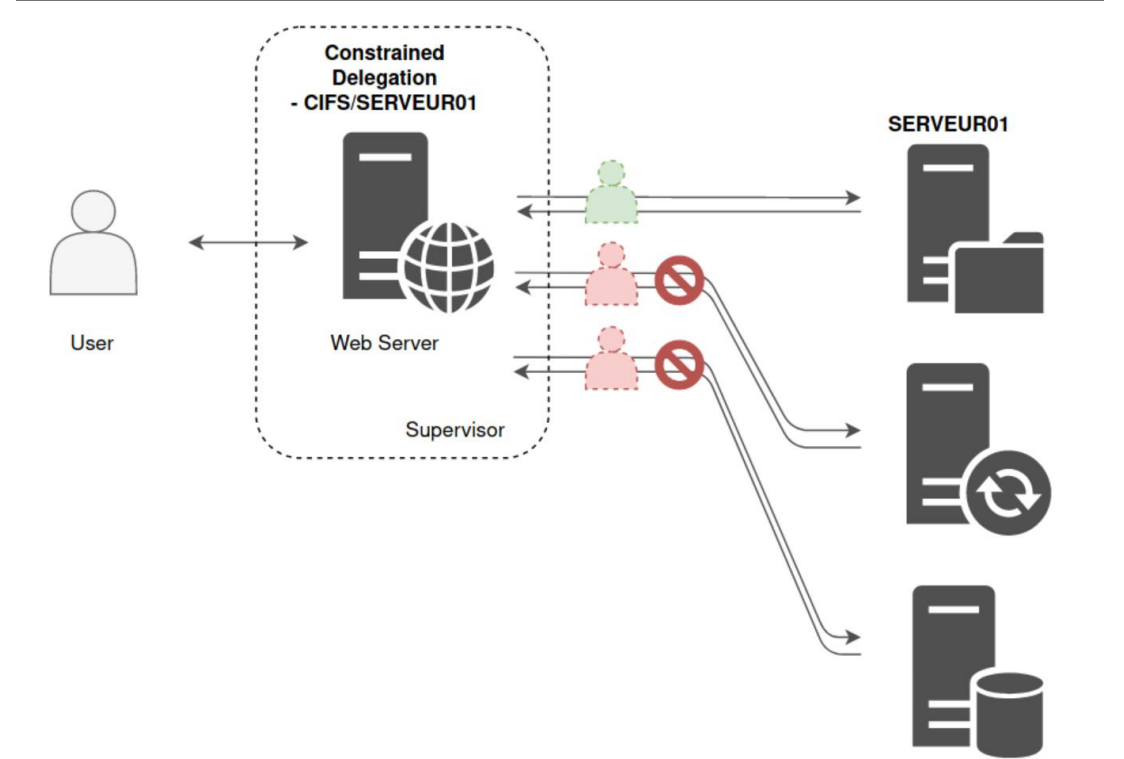 Constrained
Delegation
- CIFS/SERVEUR01
SERVEUR01
User
Web Server
Supervisor